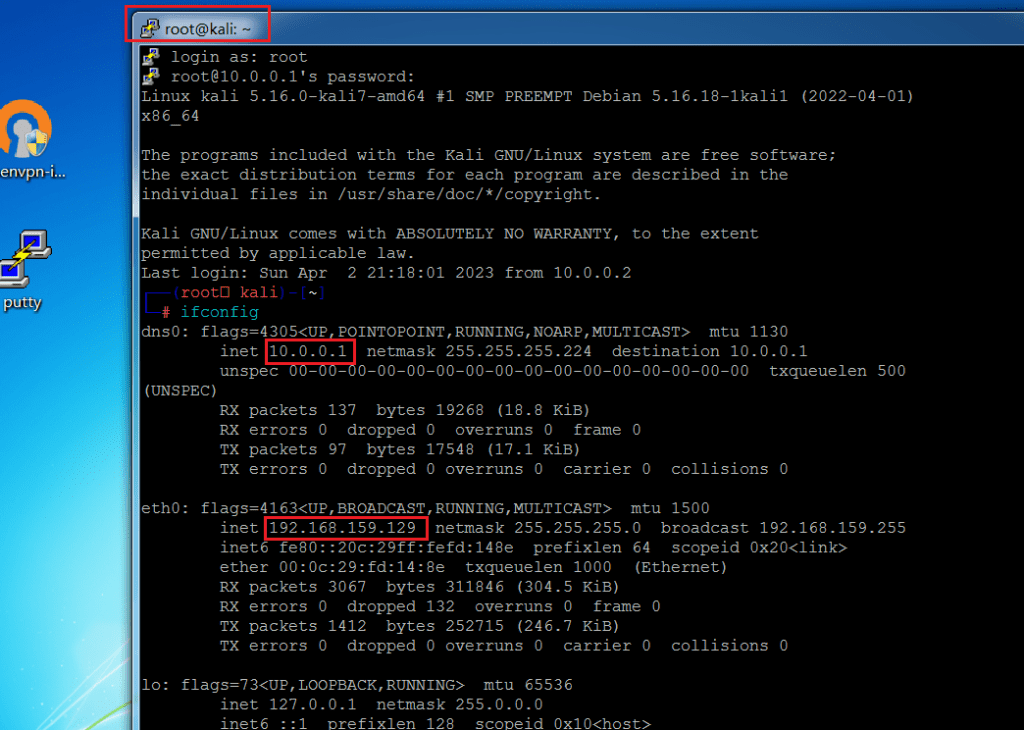 root@kali: ~
login as: root
root@10.0.0.1's password:
Linux kali 5.16.0-kali7-amd64 #1 SMP PREEMPT Debian 5.16.18-1kali1 (2022-04-01)
x86_64
The programs included with the Kali GNU/Linux system are free software;
the exact distribution terms for each program are described in the
individual files in /usr/share/doc/*/copyright.
Kali GNU/Linux comes with ABSOLUTELY NO WARRANTY, to the extent
permitted by applicable law.
Last login: Sun Apr  2 21:18:01 2023 from 10.0.0.2
┌──(root□ kali)-[~]
└─# ifconfig
dns0: flags=4305<UP,POINTOPOINT,RUNNING,NOARP,MULTICAST>  mtu 1130
inet 10.0.0.1  netmask 255.255.255.224  destination 10.0.0.1
unspec 00-00-00-00-00-00-00-00-00-00-00-00-00-00-00-00  txqueuelen 500
(UNSPEC)
RX packets 137  bytes 19268 (18.8 KiB)
RX errors 0  dropped 0  overruns 0  frame 0
TX packets 97  bytes 17548 (17.1 KiB)
TX errors 0  dropped 0 overruns 0  carrier 0  collisions 0
eth0: flags=4163<UP,BROADCAST,RUNNING,MULTICAST>  mtu 1500
inet 192.168.159.129  netmask 255.255.255.0  broadcast 192.168.159.255
inet6 fe80::20c:29ff:fefd:148e  prefixlen 64  scopeid 0x20<link>
ether 00:0c:29:fd:14:8e  txqueuelen 1000  (Ethernet)
RX packets 3067  bytes 311846 (304.5 KiB)
RX errors 0  dropped 132  overruns 0  frame 0
TX packets 1412  bytes 252715 (246.7 KiB)
TX errors 0  dropped 0 overruns 0  carrier 0  collisions 0
lo: flags=73<UP,LOOPBACK,RUNNING>  mtu 65536
inet 127.0.0.1  netmask 255.0.0.0
inet6 ::1  prefixlen 128  scopeid 0x10<host>
envpn-i...
putty